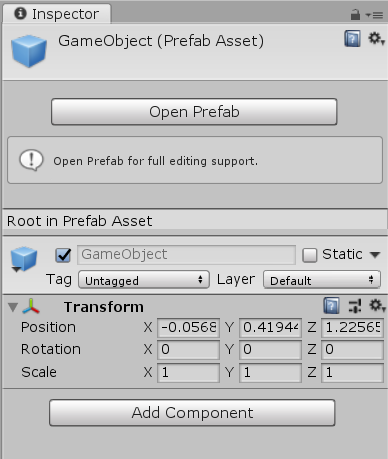 Inspector
GameObject (Prefab Asset)
Open Prefab
Open Prefab for full editing support.
Root in Prefab Asset
GameObject Static
Tag Untagged Layer Default
Transform
Position X -0.0568 Y 0.41944 Z 1.22565
Rotation X 0 Y 0 Z 0
Scale X 1 Y 1 Z 1
Add Component